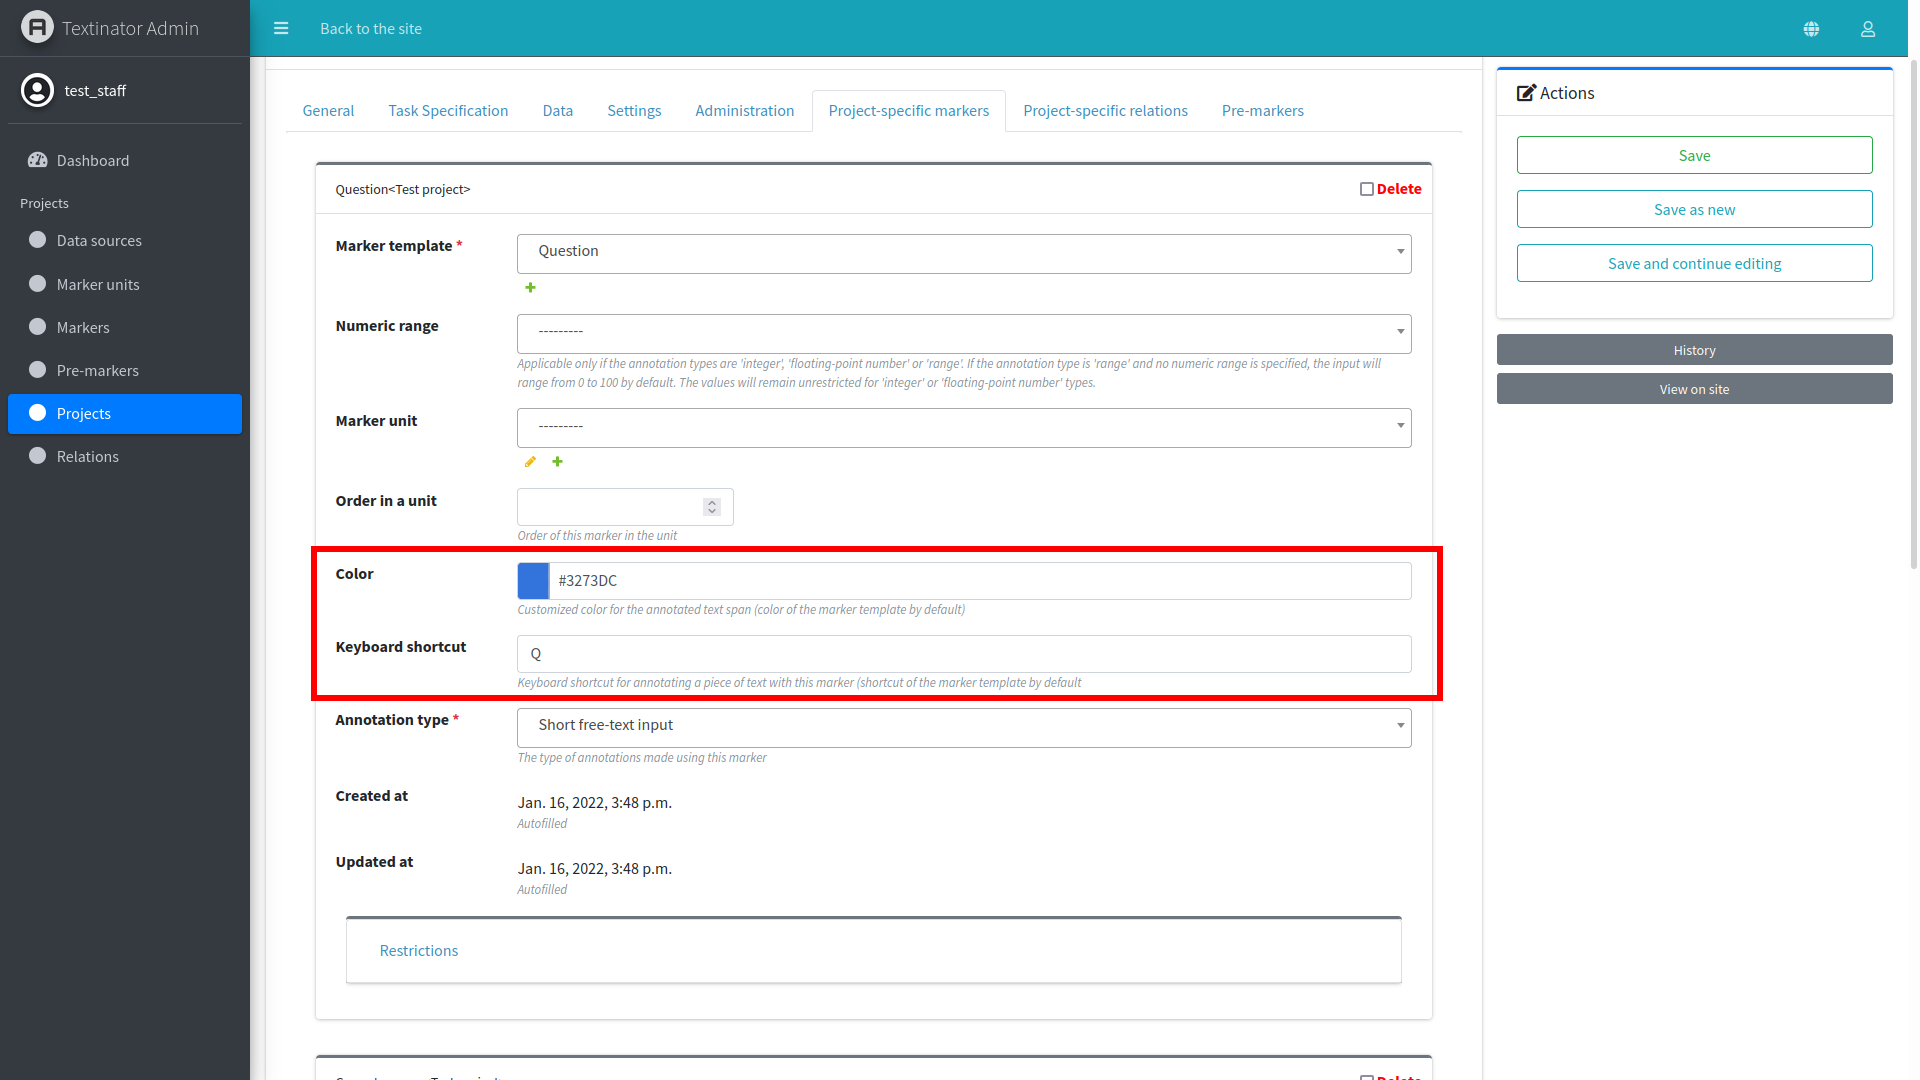 Textinator Admin
Back to the site
test_staff
Dashboard
Projects
Data sources
Marker units
Markers
Pre-markers
Projects
Relations
General
Task Specification
Data
Settings
Administration
Project-specific markers
Project-specific relations
Pre-markers
Question<Test project>
Delete
Marker template *
Question
Numeric range
---------
Applicable only if the annotation types are 'integer', 'floating-point number' or 'range'. If the annotation type is 'range' and no numeric range is specified, the input will
range from 0 to 100 by default. The values will remain unrestricted for 'integer' or 'floating-point number' types.
Marker unit
---------
Order in a unit
Order of this marker in the unit
Color
#3273DC
Customized color for the annotated text span (color of the marker template by default)
Keyboard shortcut
Q
Keyboard shortcut for annotating a piece of text with this marker (shortcut of the marker template by default
Annotation type *
Short free-text input
The type of annotations made using this marker
Created at
Jan. 16, 2022, 3:48 p.m.
Autofilled
Updated at
Jan. 16, 2022, 3:48 p.m.
Autofilled
Restrictions
Delete
Actions
Save
Save as new
Save and continue editing
History
View on site